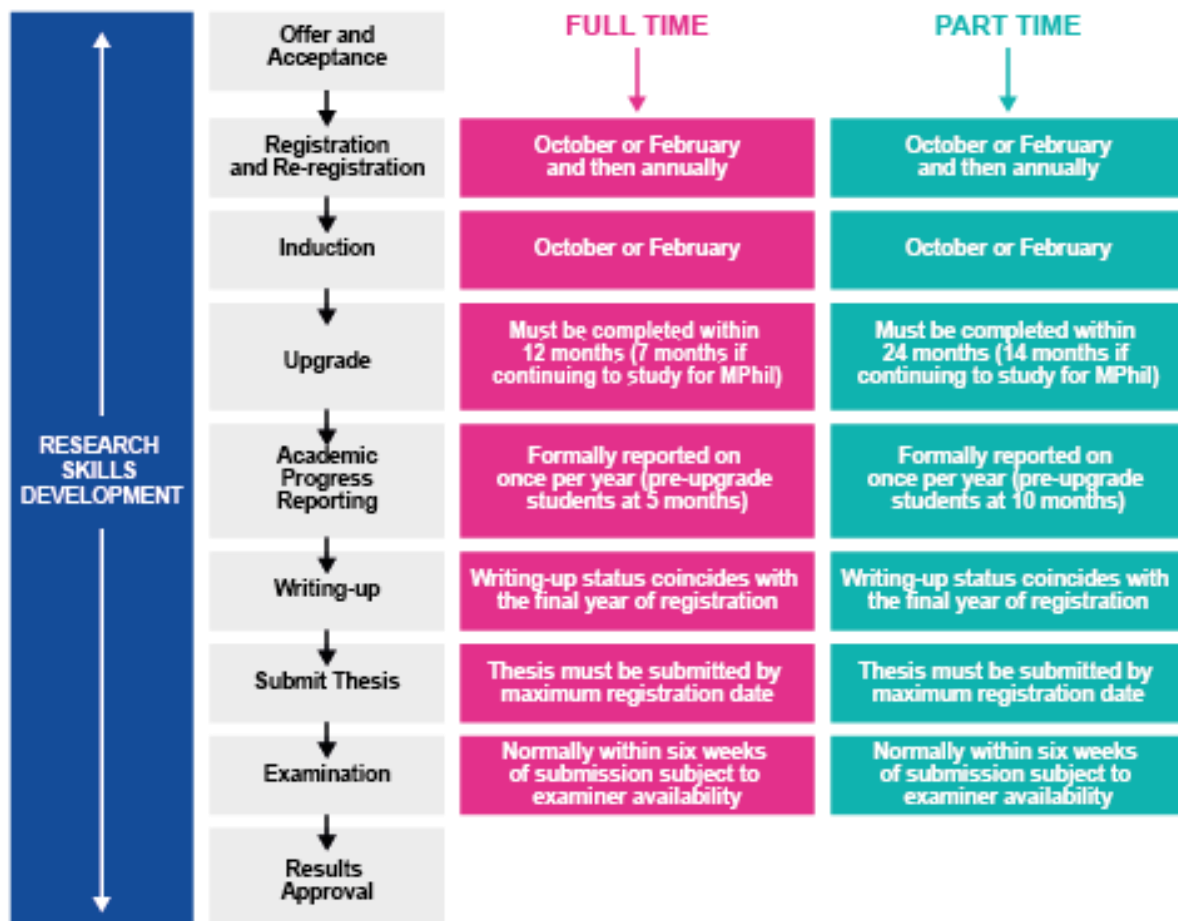 RESEARCH
SKILLS
DEVELOPMENT
Offer and
Acceptance
FULL TIME
PART TIME
Registration
and Re-registration
October or February
and then annually
October or February
and then annually
Induction
October or February
October or February
Upgrade
Must be completed within
12 months (7 months if
continuing to study for MPhil)
Must be completed within
24 months (14 months if
continuing to study for MPhil)
Academic
Progress
Reporting
Formally reported on
once per year (pre-upgrade
students at 5 months)
Formally reported on
once per year (pre-upgrade
students at 10 months)
Writing-up
Writing-up status coincides with
the final year of registration
Writing-up status coincides with
the final year of registration
Submit Thesis
Thesis must be submitted by
maximum registration date
Thesis must be submitted by
maximum registration date
Examination
Normally within six weeks
of submission subject to
examiner availability
Normally within six weeks
of submission subject to
examiner availability
Results
Approval